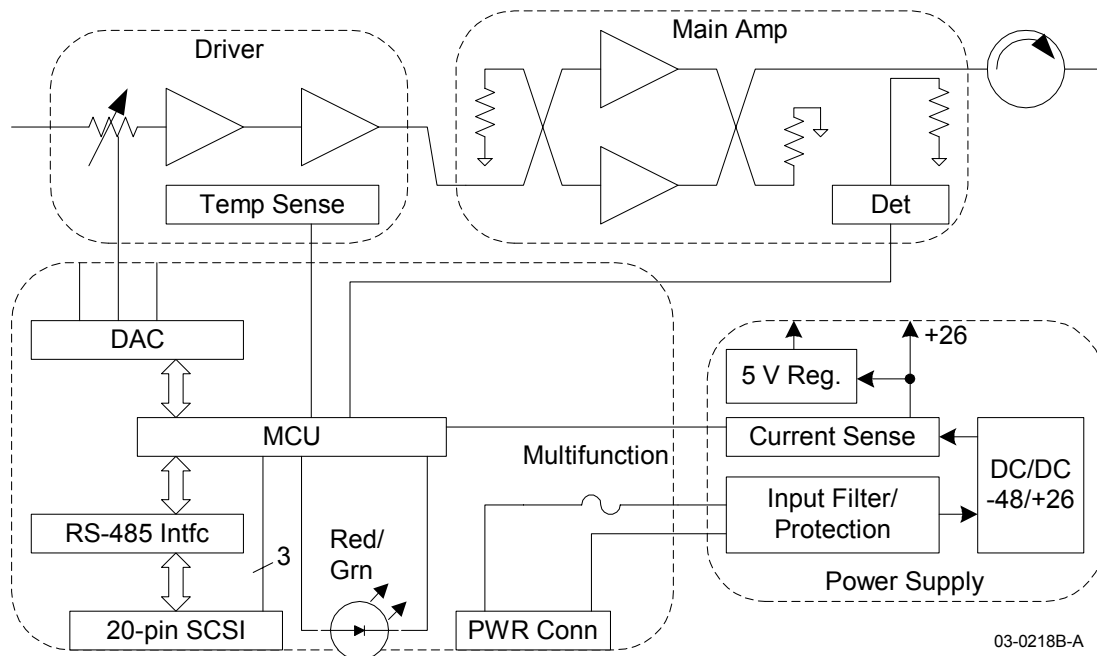 Driver
Main Amp
Temp Sense
Det
DAC
+26
5 V Reg.
MCU
Current Sense
Multifunction
DC/DC
-48/+26
Input Filter/
Protection
RS-485 Intfc
Red/
Grn
3
Power Supply
20-pin SCSI
PWR Conn
03-0218B-A